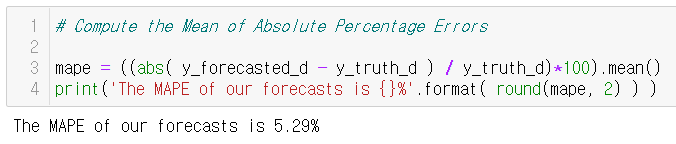 1 # Compute the Mean of Absolute Percentage Errors
2
3 mape = ((abs( y_forecasted_d - y_truth_d ) / y_truth_d)*100).mean()
4 print('The MAPE of our forecasts is {}%'.format( round(mape, 2) ) )
The MAPE of our forecasts is 5.29%